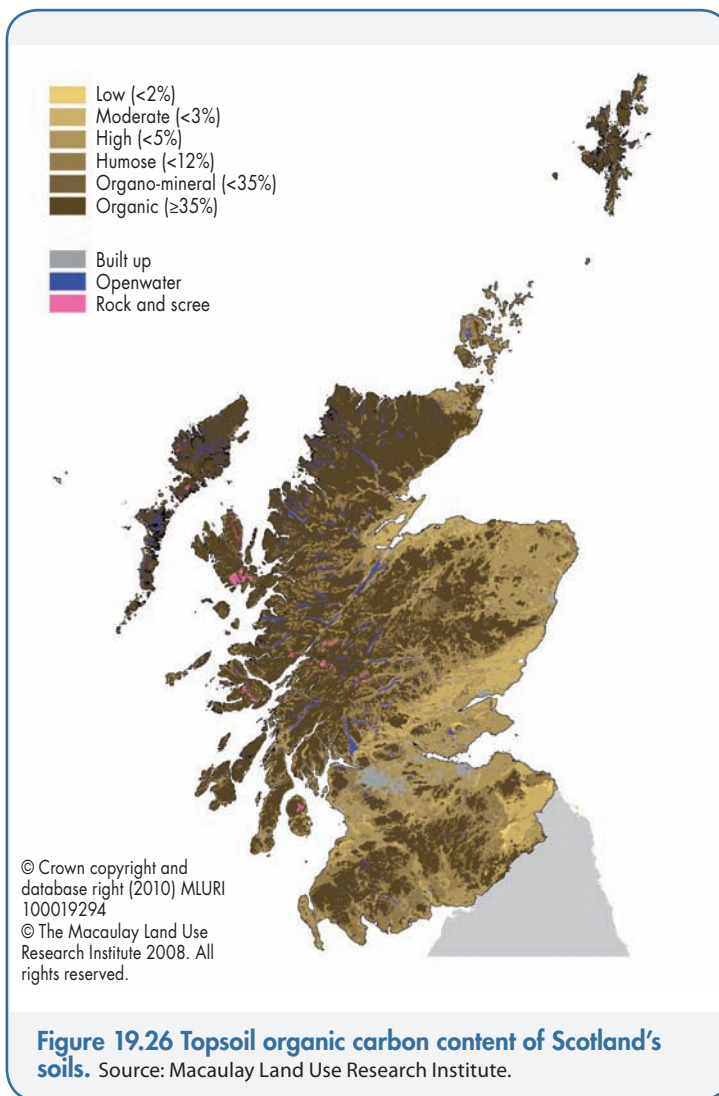 Low (<2%)
Moderate (<3%)
High (<5%)
Humose (<12%)
Organo-mineral (<35%)
Organic (≥35%)
Built up
Openwater
Rock and scree
© Crown copyright and
database right (2010) MLURI
100019294
© The Macaulay Land Use
Research Institute 2008. All
rights reserved.
Figure 19.26 Topsoil organic carbon content of Scotland’s
soils. Source: Macaulay Land Use Research Institute.